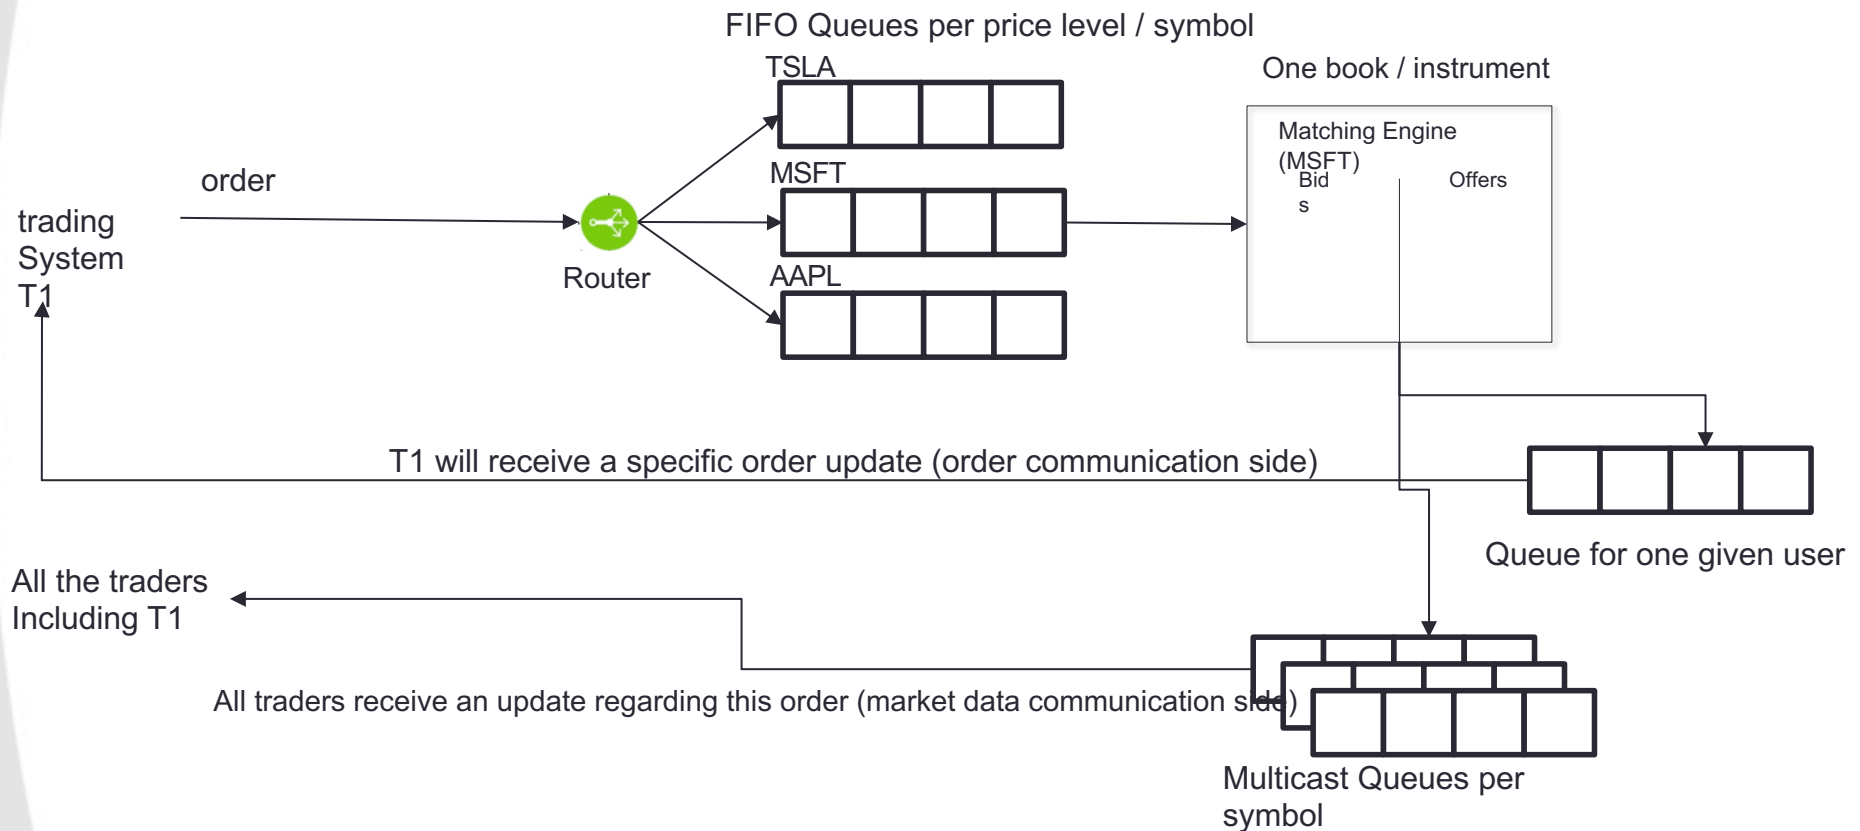 FIFO Queues per price level / symbol
TSLA
One book / instrument
Matching Engine
(MSFT)
Bid
s
Offers
MSFT
order
trading
System
T1
Router
AAPL
T1 will receive a specific order update (order communication side)
Queue for one given user
All the traders
Including T1
All traders receive an update regarding this order (market data communication side)
Multicast Queues per
symbol